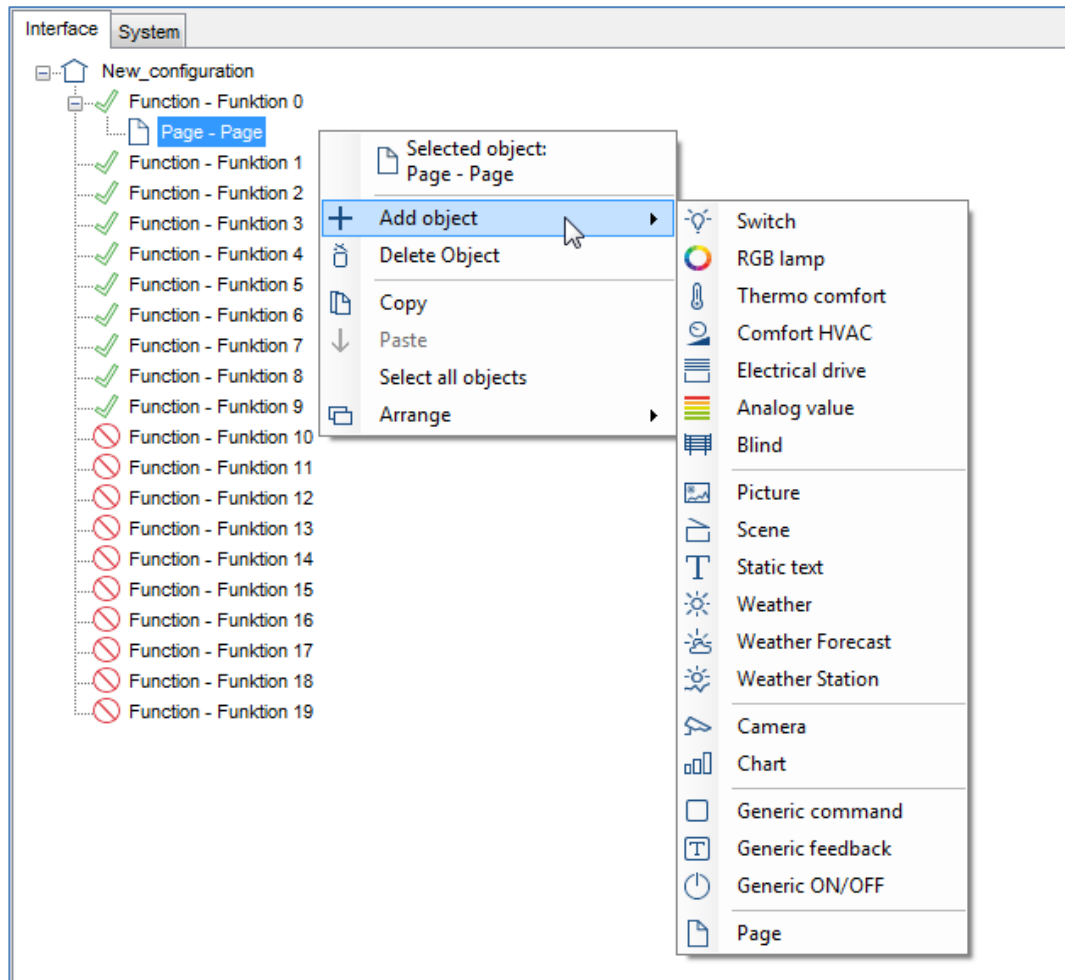 Interface System
New_configuration
Function - Funktion 0
Page - Page
Function - Funktion 1
Function - Funktion 2
Function - Funktion 3
Function - Funktion 4
Function - Funktion 5
Function - Funktion 6
Function - Funktion 7
Function - Funktion 8
Function - Funktion 9
Function - Funktion 10
Function - Funktion 11
Function - Funktion 12
Function - Funktion 13
Function - Funktion 14
Function - Funktion 15
Function - Funktion 16
Function - Funktion 17
Function - Funktion 18
Function - Funktion 19
Selected object:
Page - Page
Add object
Delete Object
Copy
Paste
Select all objects
Arrange
Switch
RGB lamp
Thermo comfort
Comfort HVAC
Electrical drive
Analog value
Blind
Picture
Scene
Static text
Weather
Weather Forecast
Weather Station
Camera
Chart
Generic command
Generic feedback
Generic ON/OFF
Page